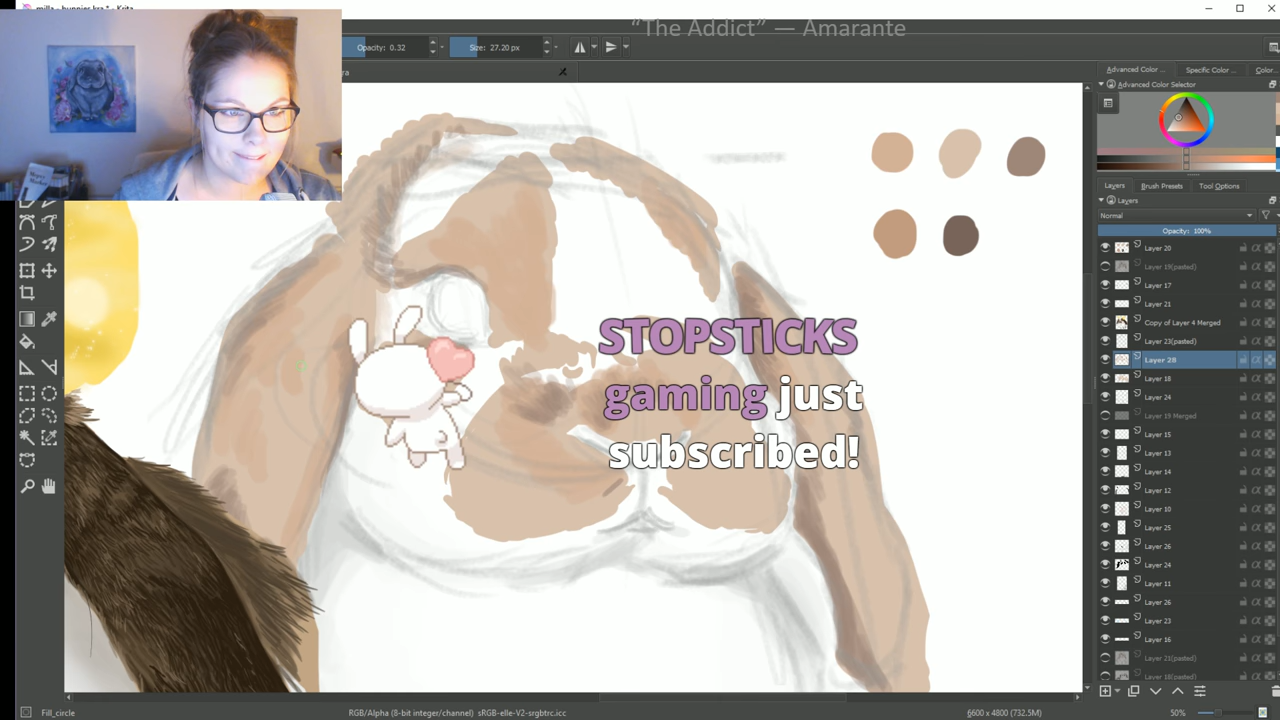 milla - bunnies.kra * - Krita
"The Addict" — Amarante
Opacity: 0.32
Size: 27.20 px
ra
Advanced Color ...
Specific Color ...
Color...
Advanced Color Selector
Layers
Brush Presets
Tool Options
Layers
Normal
Opacity: 100%
Layer 20
Layer 19(pasted)
Layer 17
Layer 21
Copy of Layer 4 Merged
Layer 23(pasted)
Layer 28
Layer 18
Layer 24
Layer 19 Merged
Layer 15
Layer 13
Layer 14
Layer 12
Layer 10
Layer 25
Layer 26
Layer 24
Layer 11
Layer 26
Layer 23
Layer 16
Layer 21(pasted)
Layer 18(pasted)
STOPSTICKS
gaming just
subscribed!
Fill_circle
RGB/Alpha (8-bit integer/channel) sRGB-elle-V2-srgbtrc.icc
6600 x 4800 (732.5M)
50%